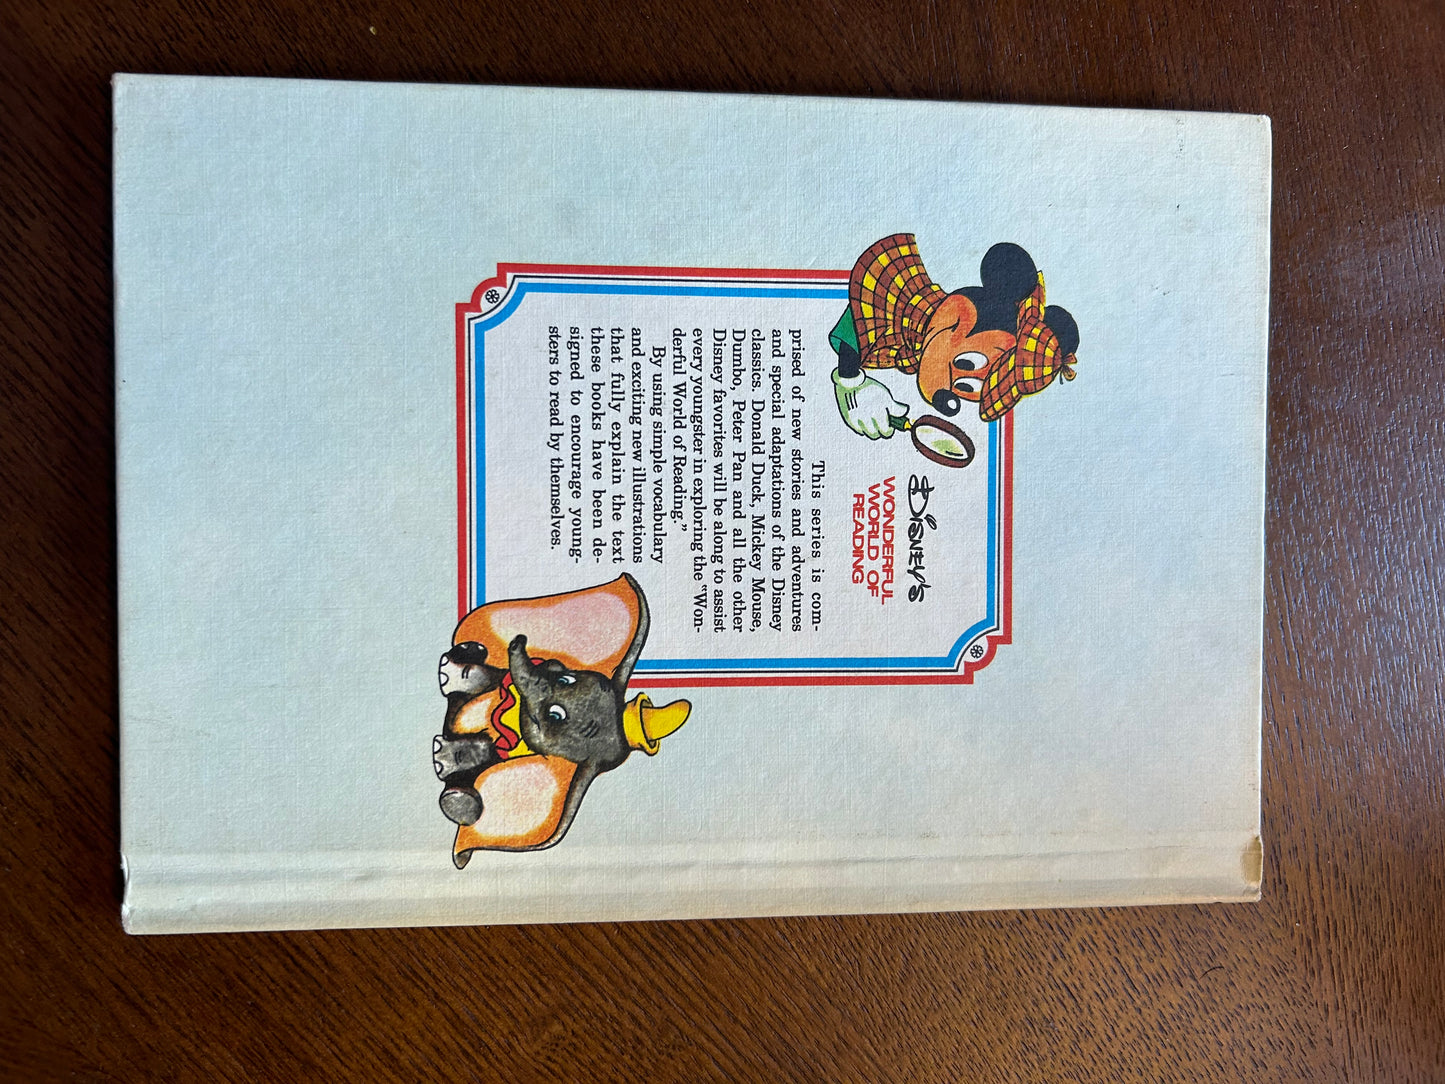 Disney's
WONDERFUL
WORLD OF
READING
This series is com-
prised of new stories and adventures
and special adaptations of the Disney
classics. Donald Duck, Mickey Mouse,
Dumbo, Peter Pan and all the other
Disney favorites will be along to assist
every youngster in exploring the "Won-
derful World of Reading."
By using simple vocabulary
and exciting new illustrations
that fully explain the text
these books have been de-
signed to encourage young-
sters to read by themselves.